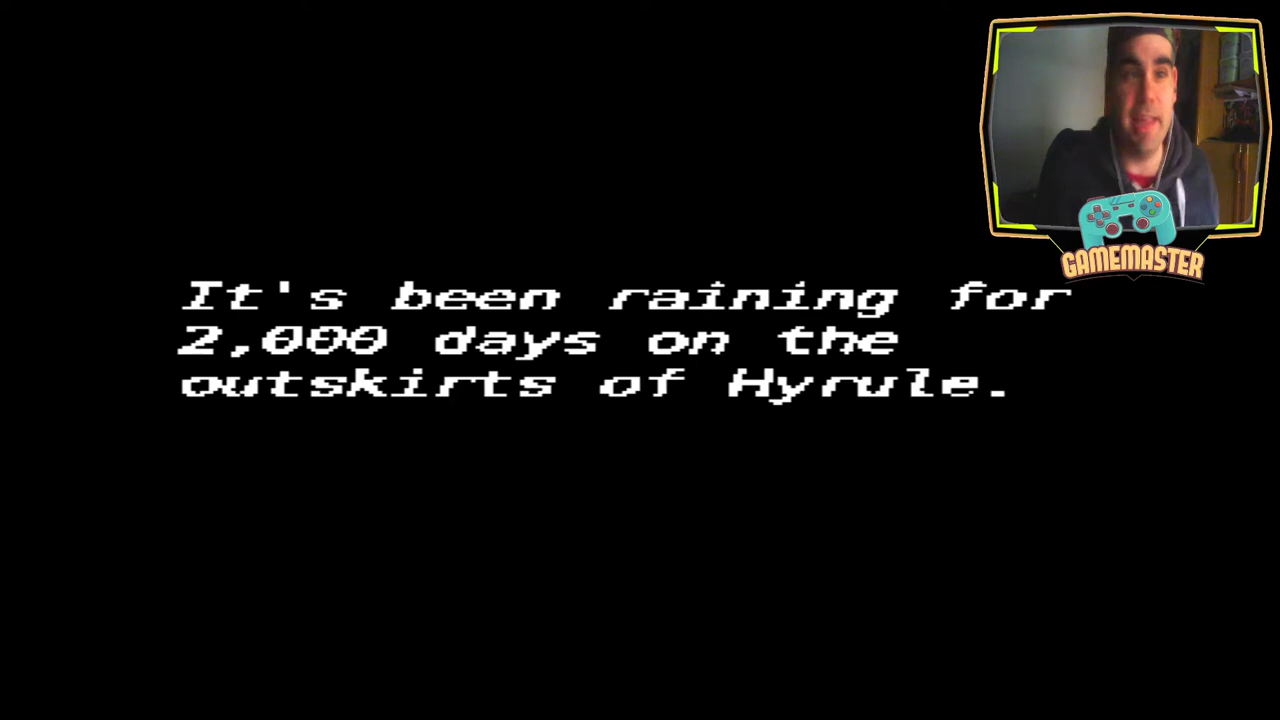 GAMEMASTER
It's been raining for
2,000 days on the
outskirts of Hyrule.